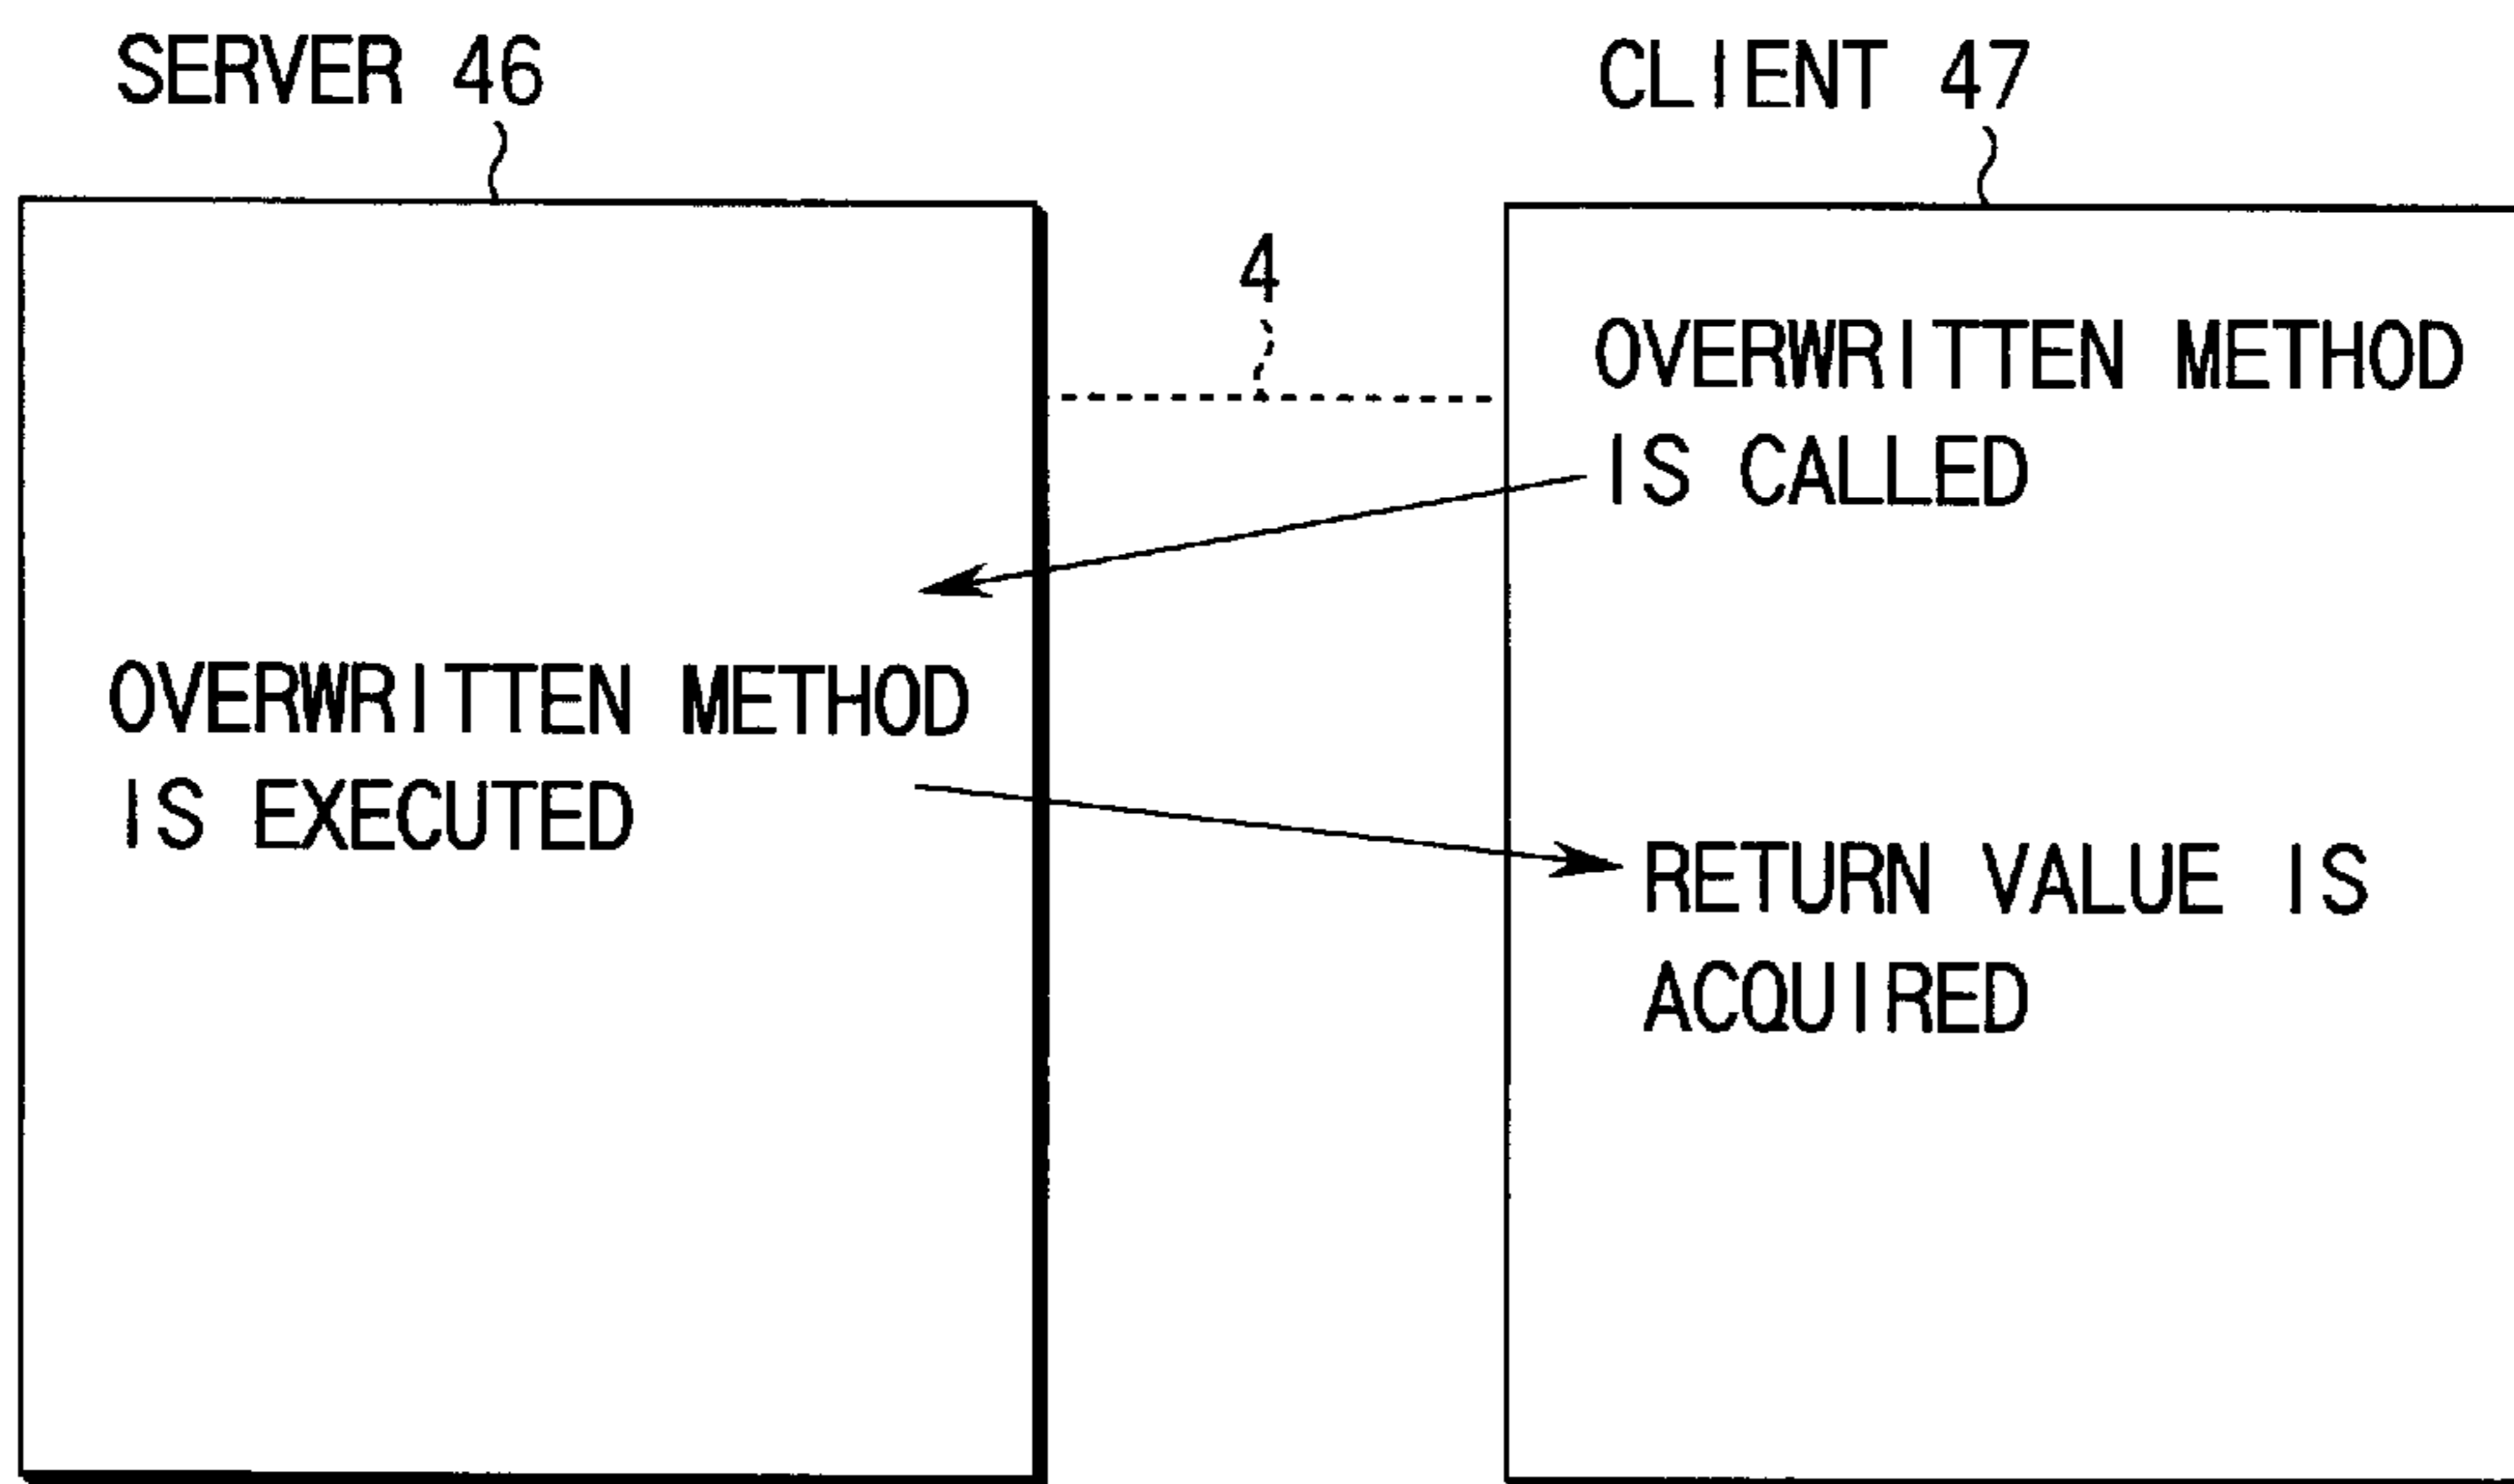 SERVER 46
CLIENT 47
4
OVERWRITTEN METHOD
IS CALLED
OVERWRITTEN METHOD
IS EXECUTED
RETURN VALUE IS
ACQUIRED